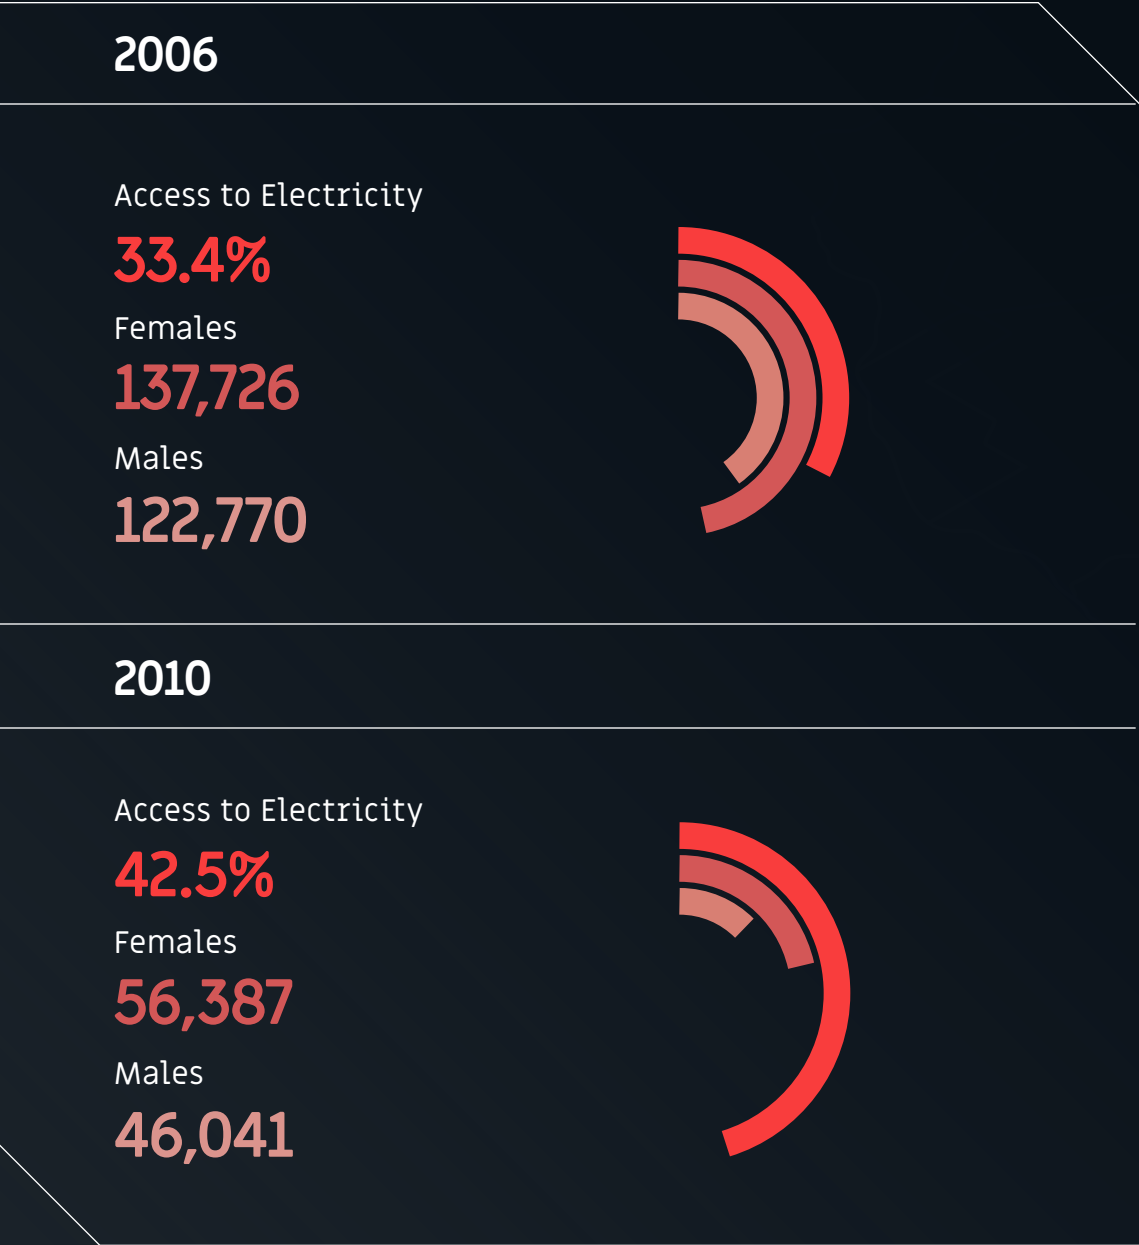 2006
Access to Electricity
33.4%
Females
137,726
Males
122,770
2010
Access to Electricity
42.5%
Females
56,387
Males
46,041